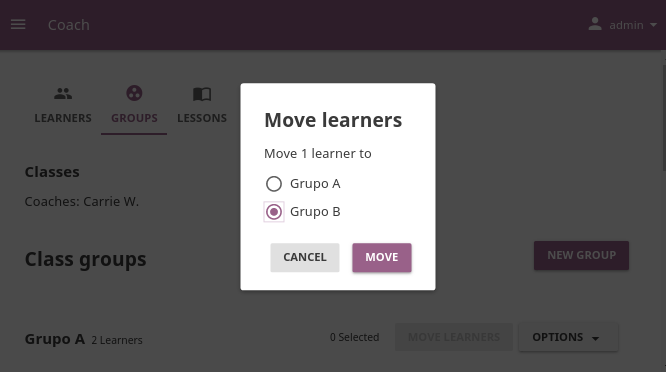 Coach
admin
LEARNERS
GROUPS
LESSONS
Classes
Coaches: Carrie W.
Class groups
NEW GROUP
Grupo A 2 Learners
0 Selected
MOVE LEARNERS
OPTIONS
Move learners
Move 1 learner to
Grupo A
Grupo B
CANCEL
MOVE